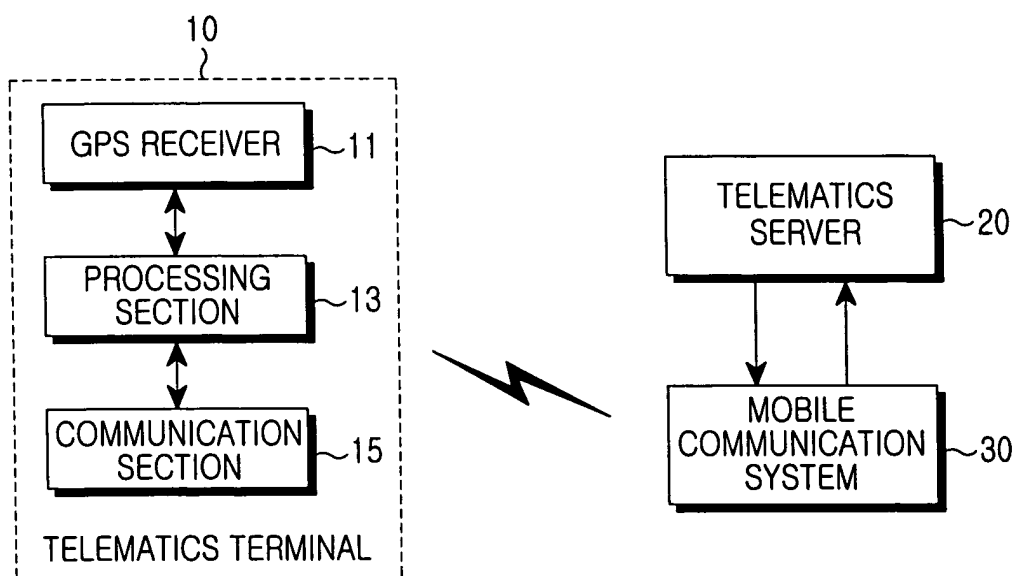 10
GPS RECEIVER
11
PROCESSING
SECTION
13
COMMUNICATION
SECTION
15
TELEMATICS TERMINAL
TELEMATICS
SERVER
20
MOBILE
COMMUNICATION
SYSTEM
30